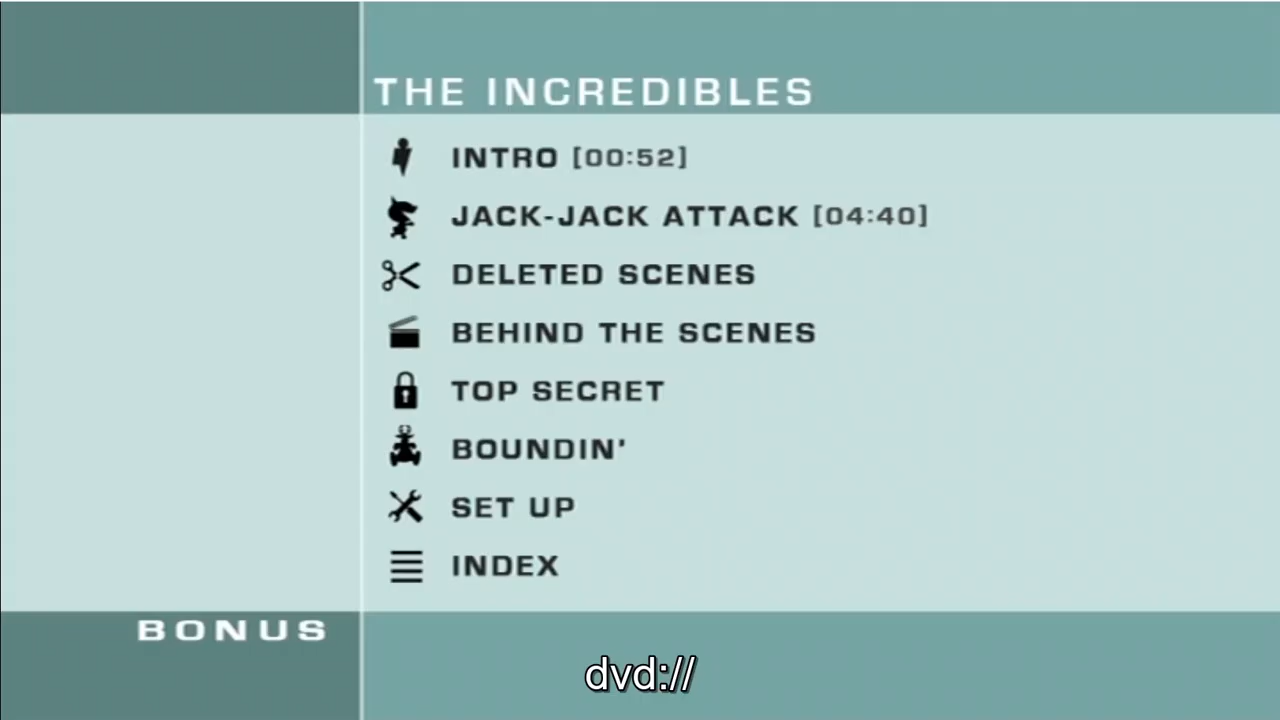 THE INCREDIBLES
INTRO [00:52]
JACK-JACK ATTACK [04:40]
DELETED SCENES
BEHIND THE SCENES
TOP SECRET
BOUNDIN'
SET UP
INDEX
BONUS
dvd://